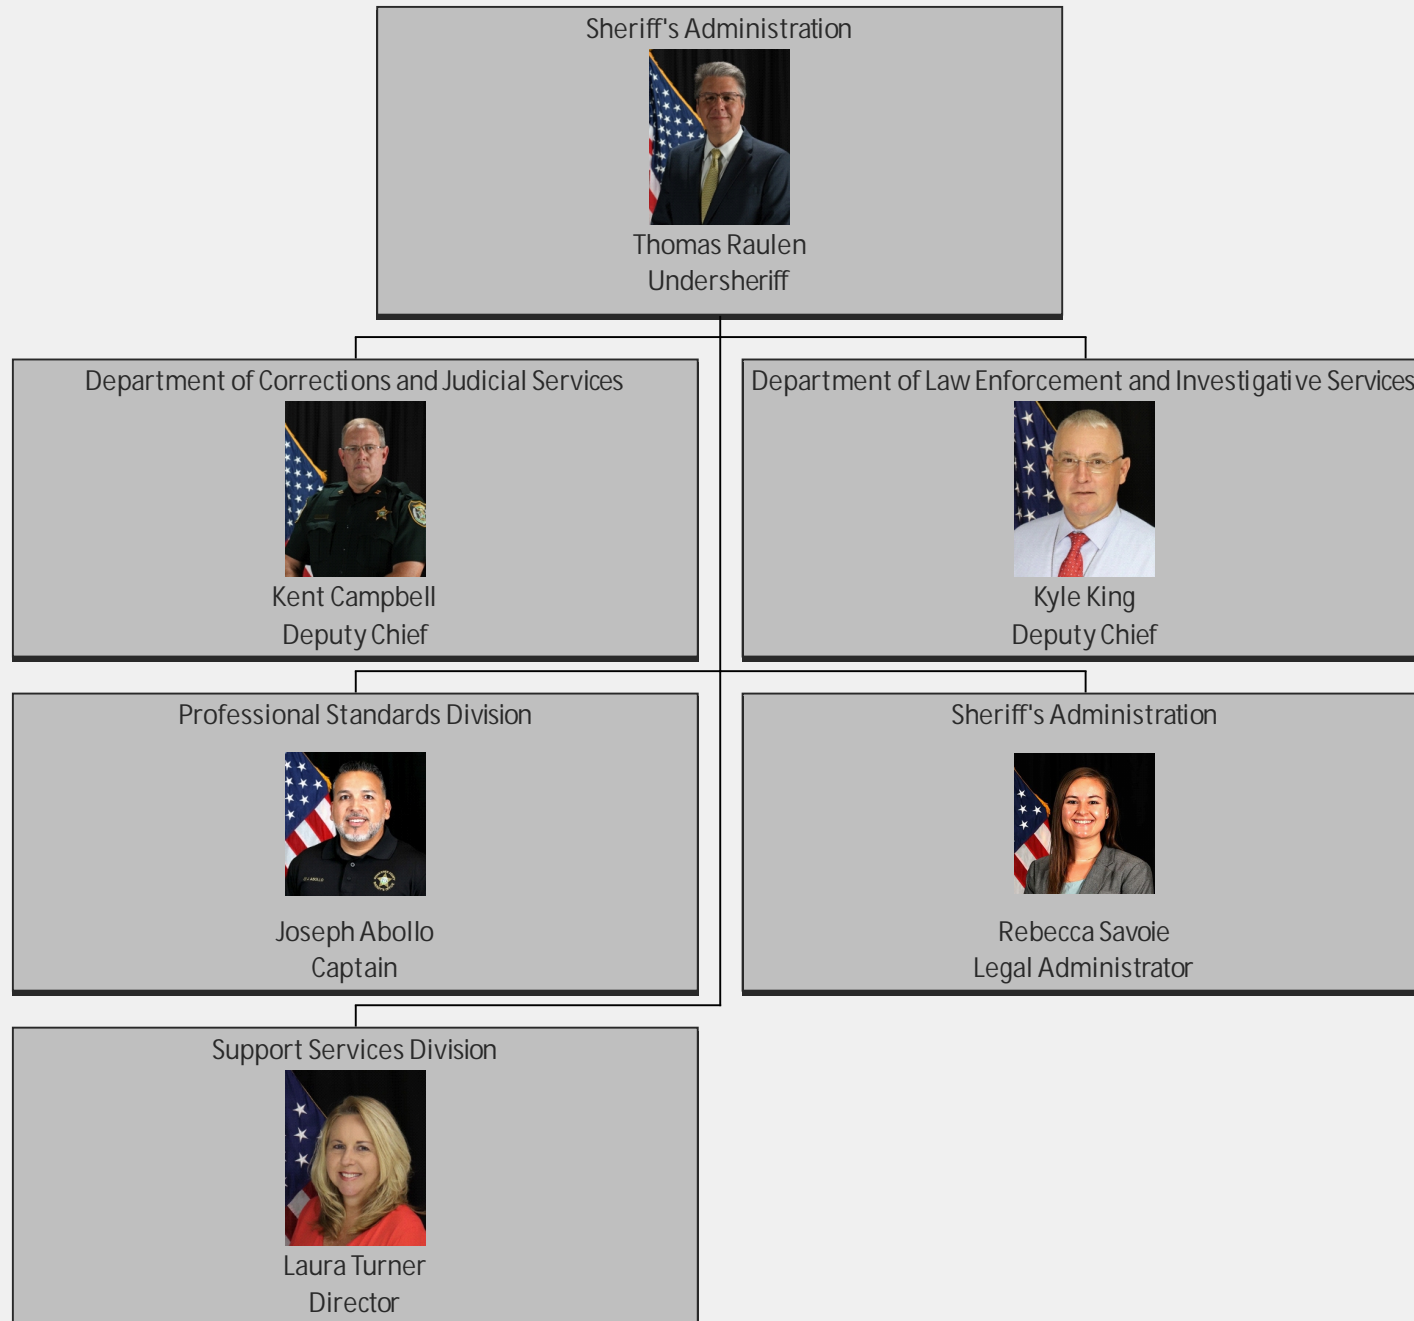 Sheriff's Administration
Thomas Raulen
Undersheriff
Department of Corrections and Judicial Services
Kent Campbell
Deputy Chief
Department of Law Enforcement and Investigative Services
Kyle King
Deputy Chief
Professional Standards Division
Joseph Abollo
Captain
Sheriff's Administration
Rebecca Savoie
Legal Administrator
Support Services Division
Laura Turner
Director